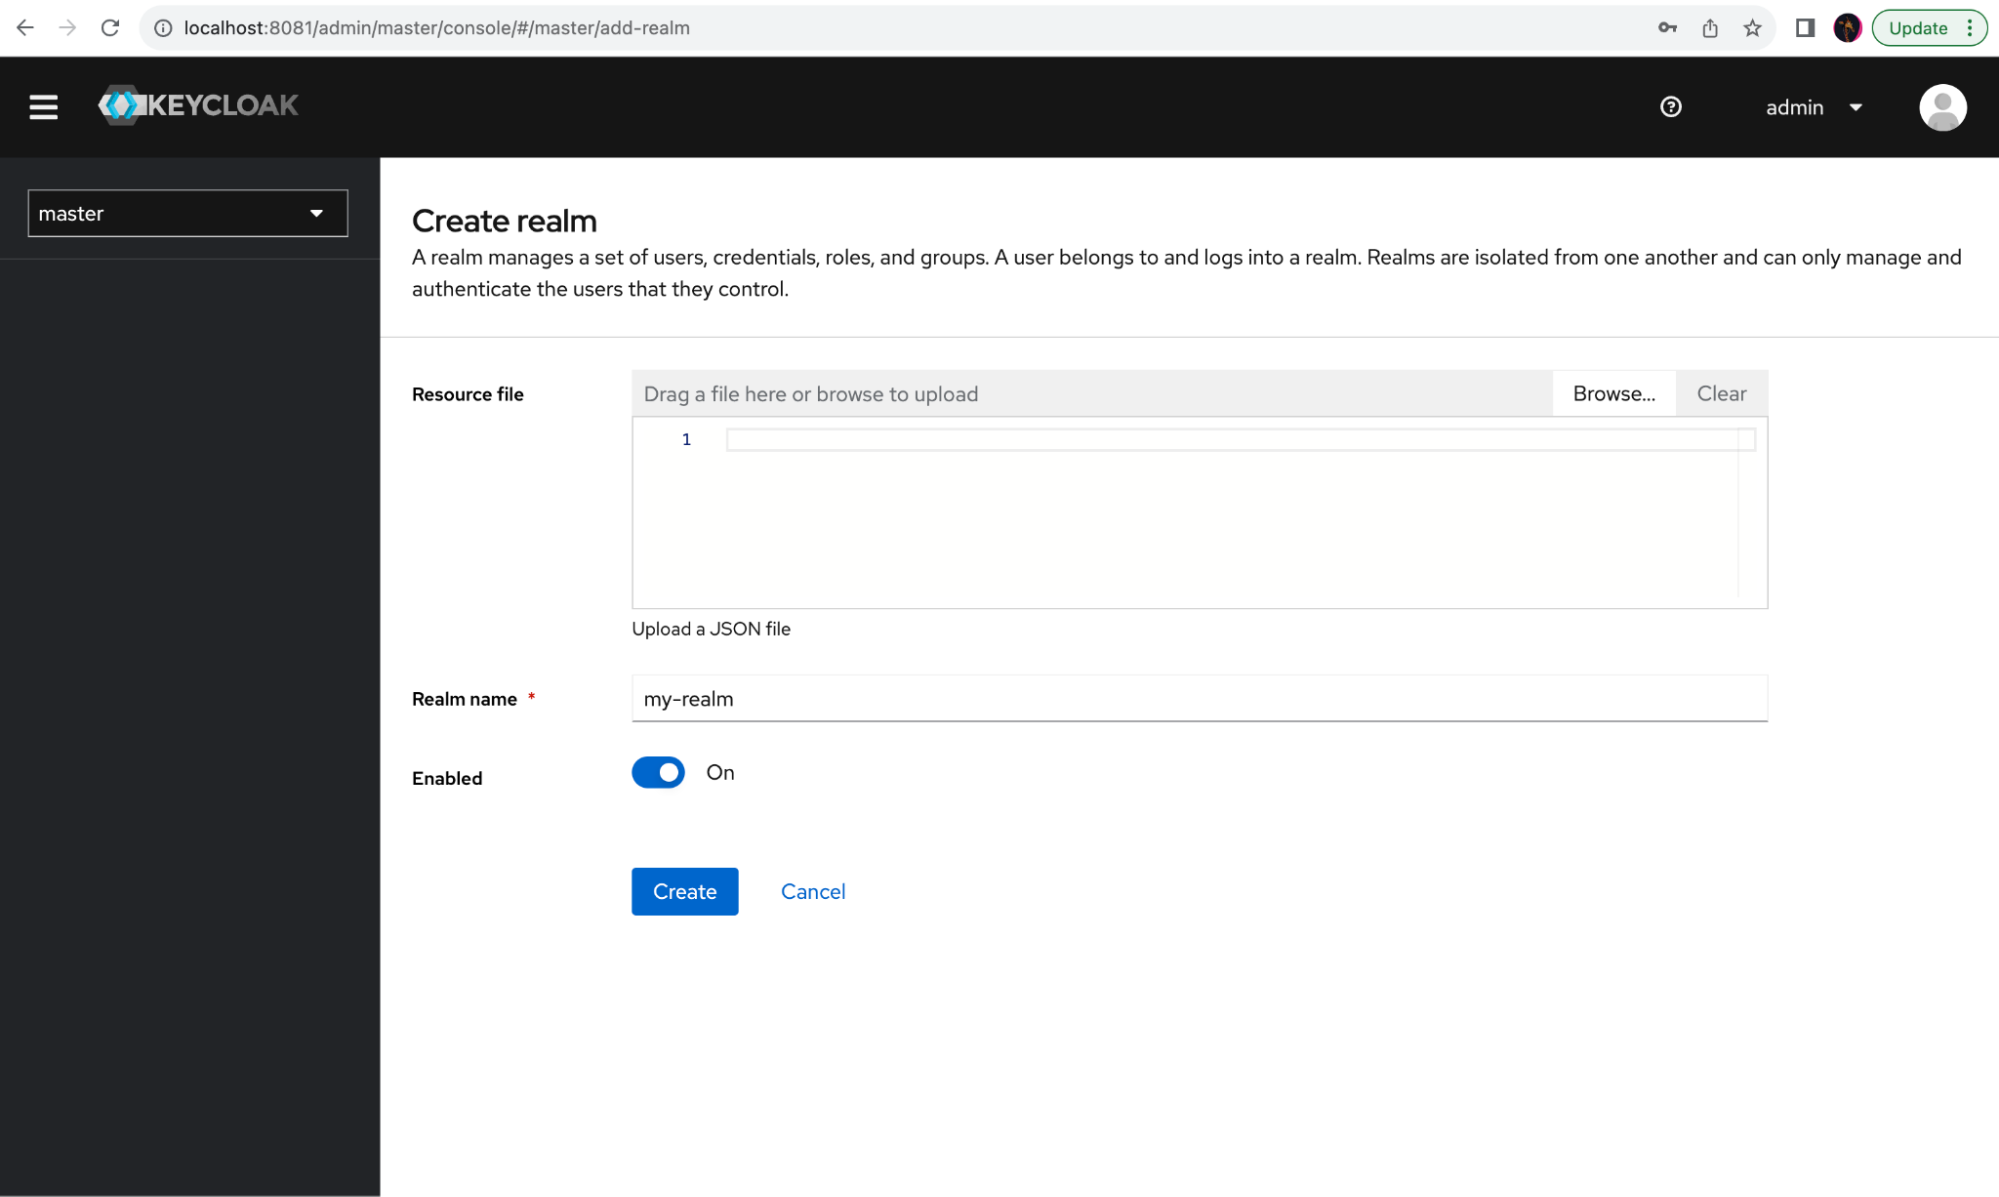 localhost:8081/admin/master/console/#/master/add-realm
Update
KEYCLOAK
admin
master
Create realm
A realm manages a set of users, credentials, roles, and groups. A user belongs to and logs into a realm. Realms are isolated from one another and can only manage and
authenticate the users that they control.
Resource file
Drag a file here or browse to upload
Browse...
Clear
1
Upload a JSON file
Realm name *
my-realm
Enabled
On
Create
Cancel